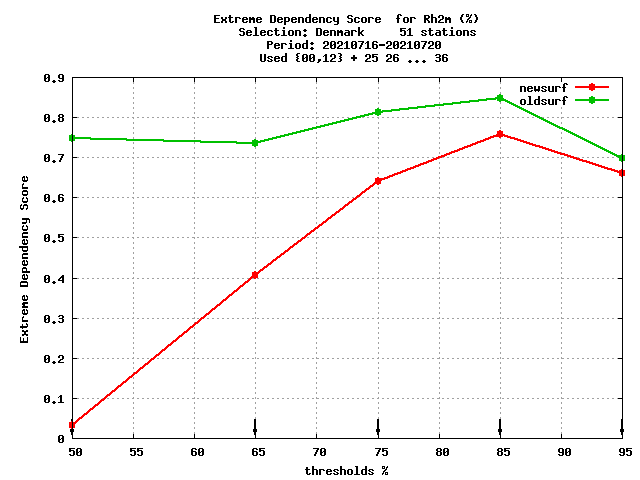 Extreme Dependency Score  for Rh2m (%)
Selection: Denmark     51 stations
Period: 20210716-20210720
Used {00,12} + 25 26 ... 36
newsurf
oldsurf
Extreme Dependency Score
0.9
0.8
0.7
0.6
0.5
0.4
0.3
0.2
0.1
0
50 55 60 65 70 75 80 85 90 95
thresholds %